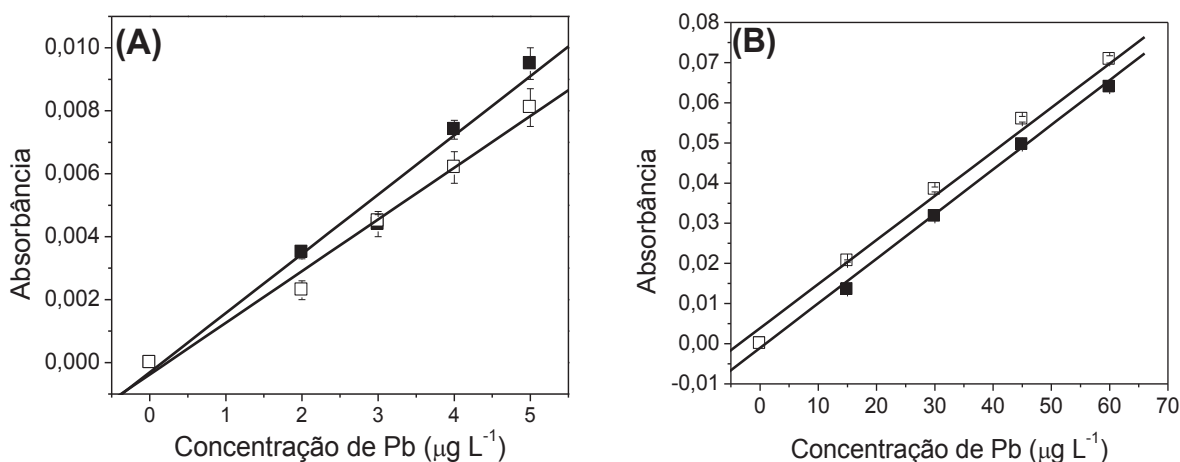 (A)
0,010
0,008
0,006
0,004
0,002
0,000
Absorbância
0 1 2 3 4 5
Concentração de Pb (μg L⁻¹)
(B)
0,08
0,07
0,06
0,05
0,04
0,03
0,02
0,01
0,00
-0,01
Absorbância
0 10 20 30 40 50 60 70
Concentração de Pb (μg L⁻¹)